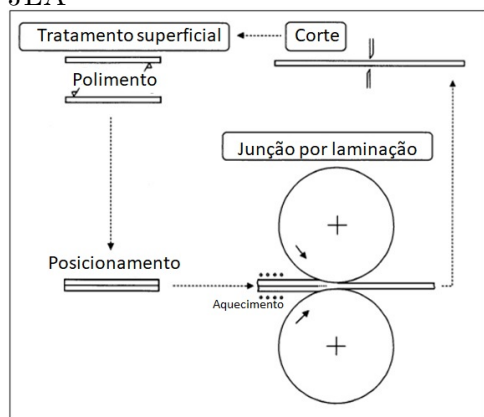 Tratamento superficial
Corte
Polimento
Junção por laminação
Posicionamento
Aquecimento